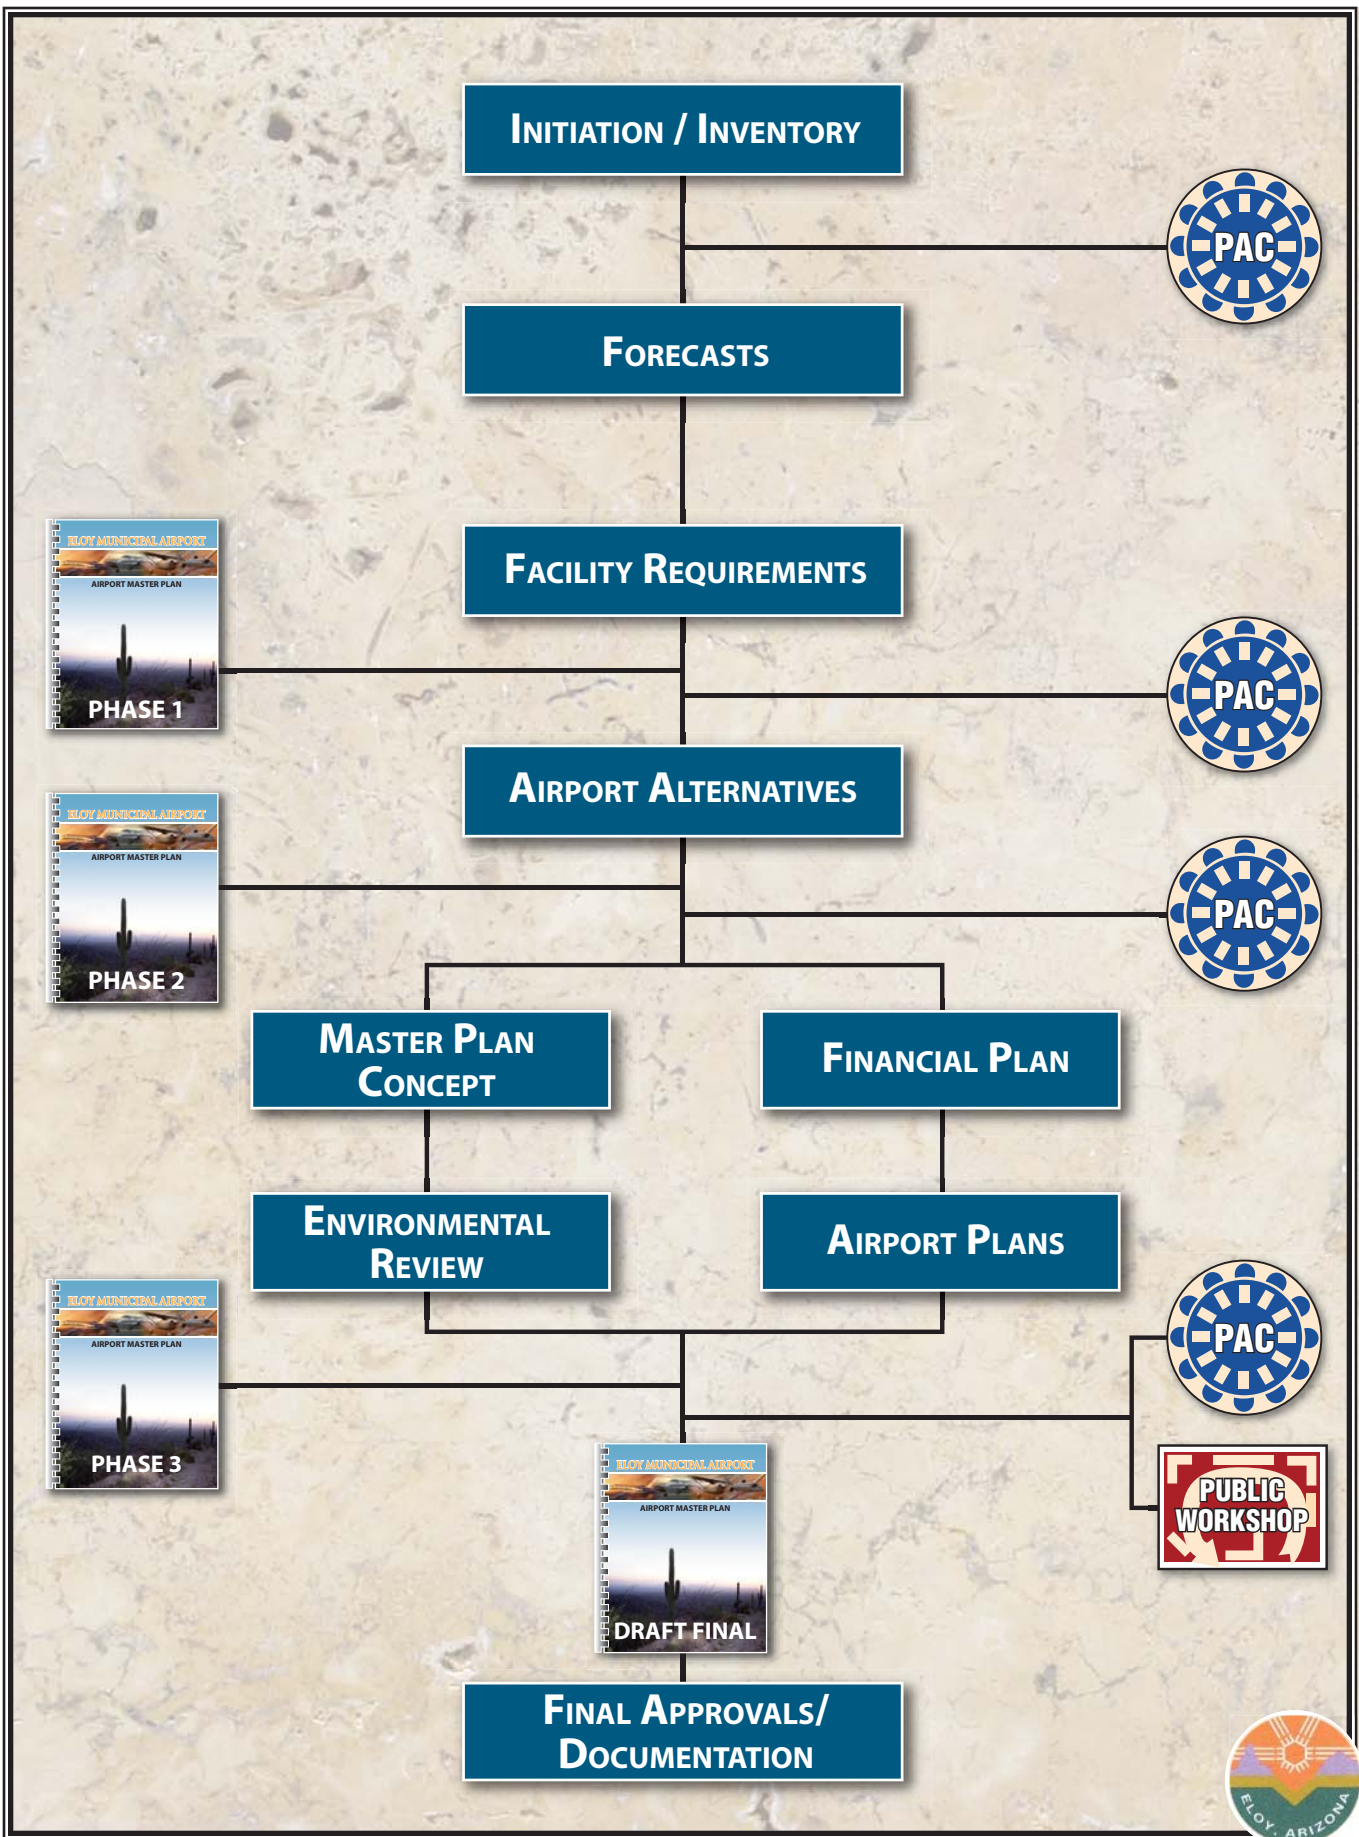 INITIATION / INVENTORY
PAC
FORECASTS
FACILITY REQUIREMENTS
ELOY MUNICIPAL AIRPORT
AIRPORT MASTER PLAN
PHASE 1
PAC
AIRPORT ALTERNATIVES
ELOY MUNICIPAL AIRPORT
AIRPORT MASTER PLAN
PHASE 2
PAC
MASTER PLAN
CONCEPT
FINANCIAL PLAN
ENVIRONMENTAL
REVIEW
AIRPORT PLANS
ELOY MUNICIPAL AIRPORT
AIRPORT MASTER PLAN
PHASE 3
PAC
PUBLIC
WORKSHOP
ELOY MUNICIPAL AIRPORT
AIRPORT MASTER PLAN
DRAFT FINAL
FINAL APPROVALS/
DOCUMENTATION
ELOY, ARIZONA